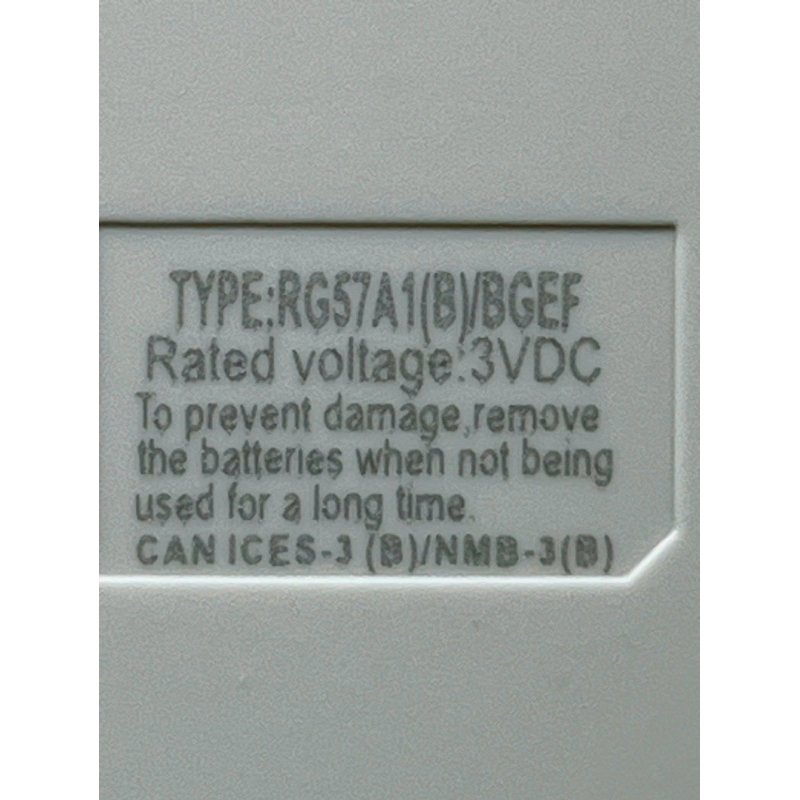 TYPE:RG57A1(B)/BGEF
Rated voltage:3VDC
To prevent damage,remove
the batteries when not being
used for a long time.
CAN ICES-3 (B)/NMB-3(B)